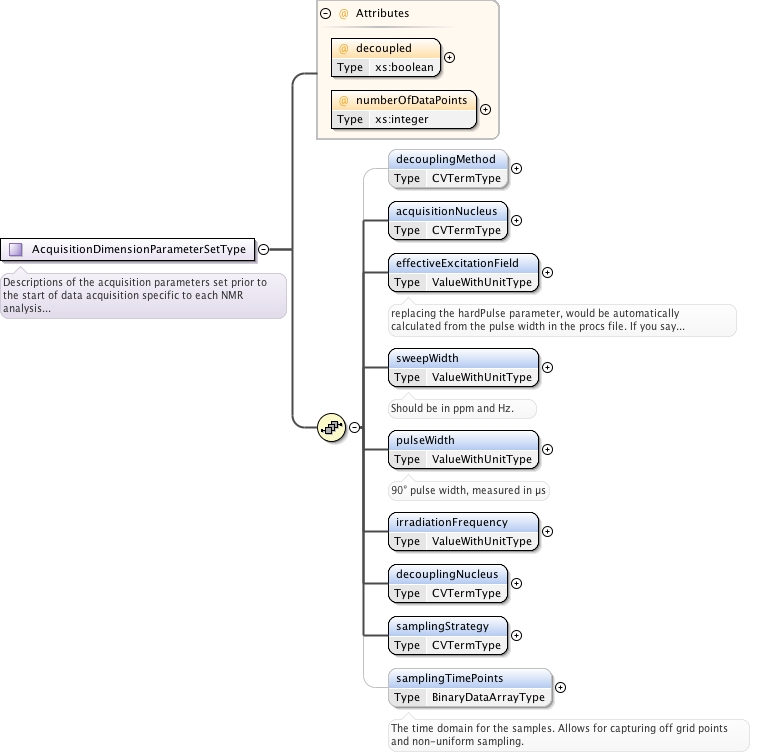 Attributes
@ decoupled
Type xs:boolean
@ numberOfDataPoints
Type xs:integer
decouplingMethod
Type CVTermType
acquisitionNucleus
Type CVTermType
AcquisitionDimensionParameterSetType
Descriptions of the acquisition parameters set prior to
the start of data acquisition specific to each NMR
analysis...
effectiveExcitationField
Type ValueWithUnitType
replacing the hardPulse parameter, would be automatically
calculated from the pulse width in the procs file. If you say...
sweepWidth
Type ValueWithUnitType
Should be in ppm and Hz.
pulseWidth
Type ValueWithUnitType
90° pulse width, measured in µs
irradiationFrequency
Type ValueWithUnitType
decouplingNucleus
Type CVTermType
samplingStrategy
Type CVTermType
samplingTimePoints
Type BinaryDataArrayType
The time domain for the samples. Allows for capturing off grid points
and non-uniform sampling.